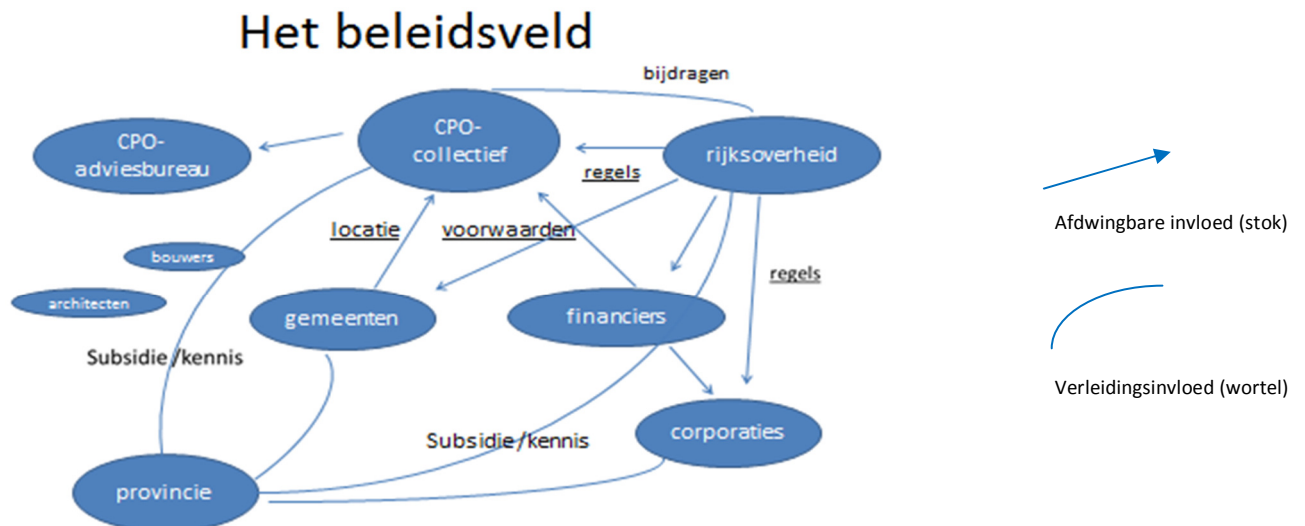 Het beleidsveld
bijdragen
CPO-
adviesbureau
CPO-
collectief
rijksoverheid
regels
locatie
voorwaarden
bouwers
regels
architecten
gemeenten
financiers
Subsidie/kennis
Subsidie/kennis
corporaties
provincie
Afdwingbare invloed (stok)
Verleidingsinvloed (wortel)